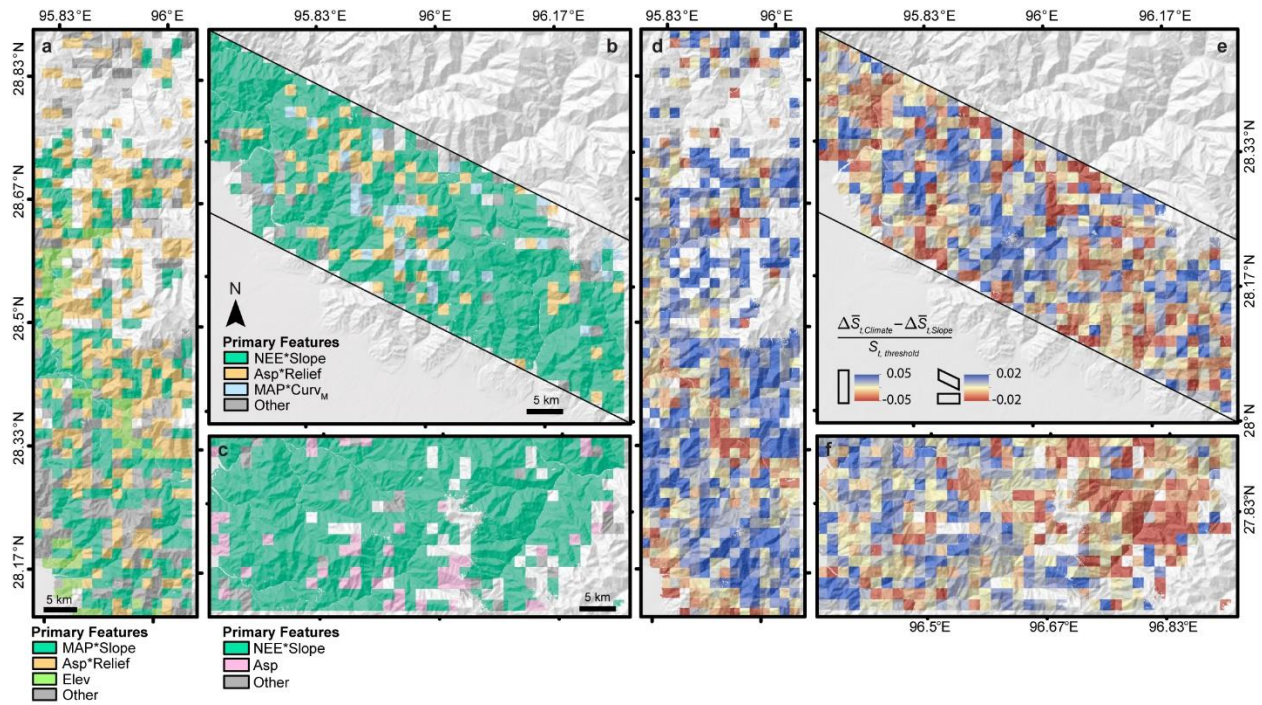 95.83°E 96° 95.83°E 96° 96.17°E 95.83°E 96° 95.83°E 96°E 96.17°E
a b d e
28.83°N
28.67°N
28.5°N
28.33°N
28.17°N
28.33°N
28.17°N
28°N
N
Primary Features
NEE*Slope
Asp*Relief
MAP*Curv_M
Other
5 km
ΔS̅_t.Climate − ΔS̅_t.Slope
S_t, threshold
0.05 0.02
-0.05 -0.02
c f
27.83°N
5 km 5 km
96.5°E 96.67°E 96.83°E
Primary Features
MAP*Slope
Asp*Relief
Elev
Other
Primary Features
NEE*Slope
Asp
Other